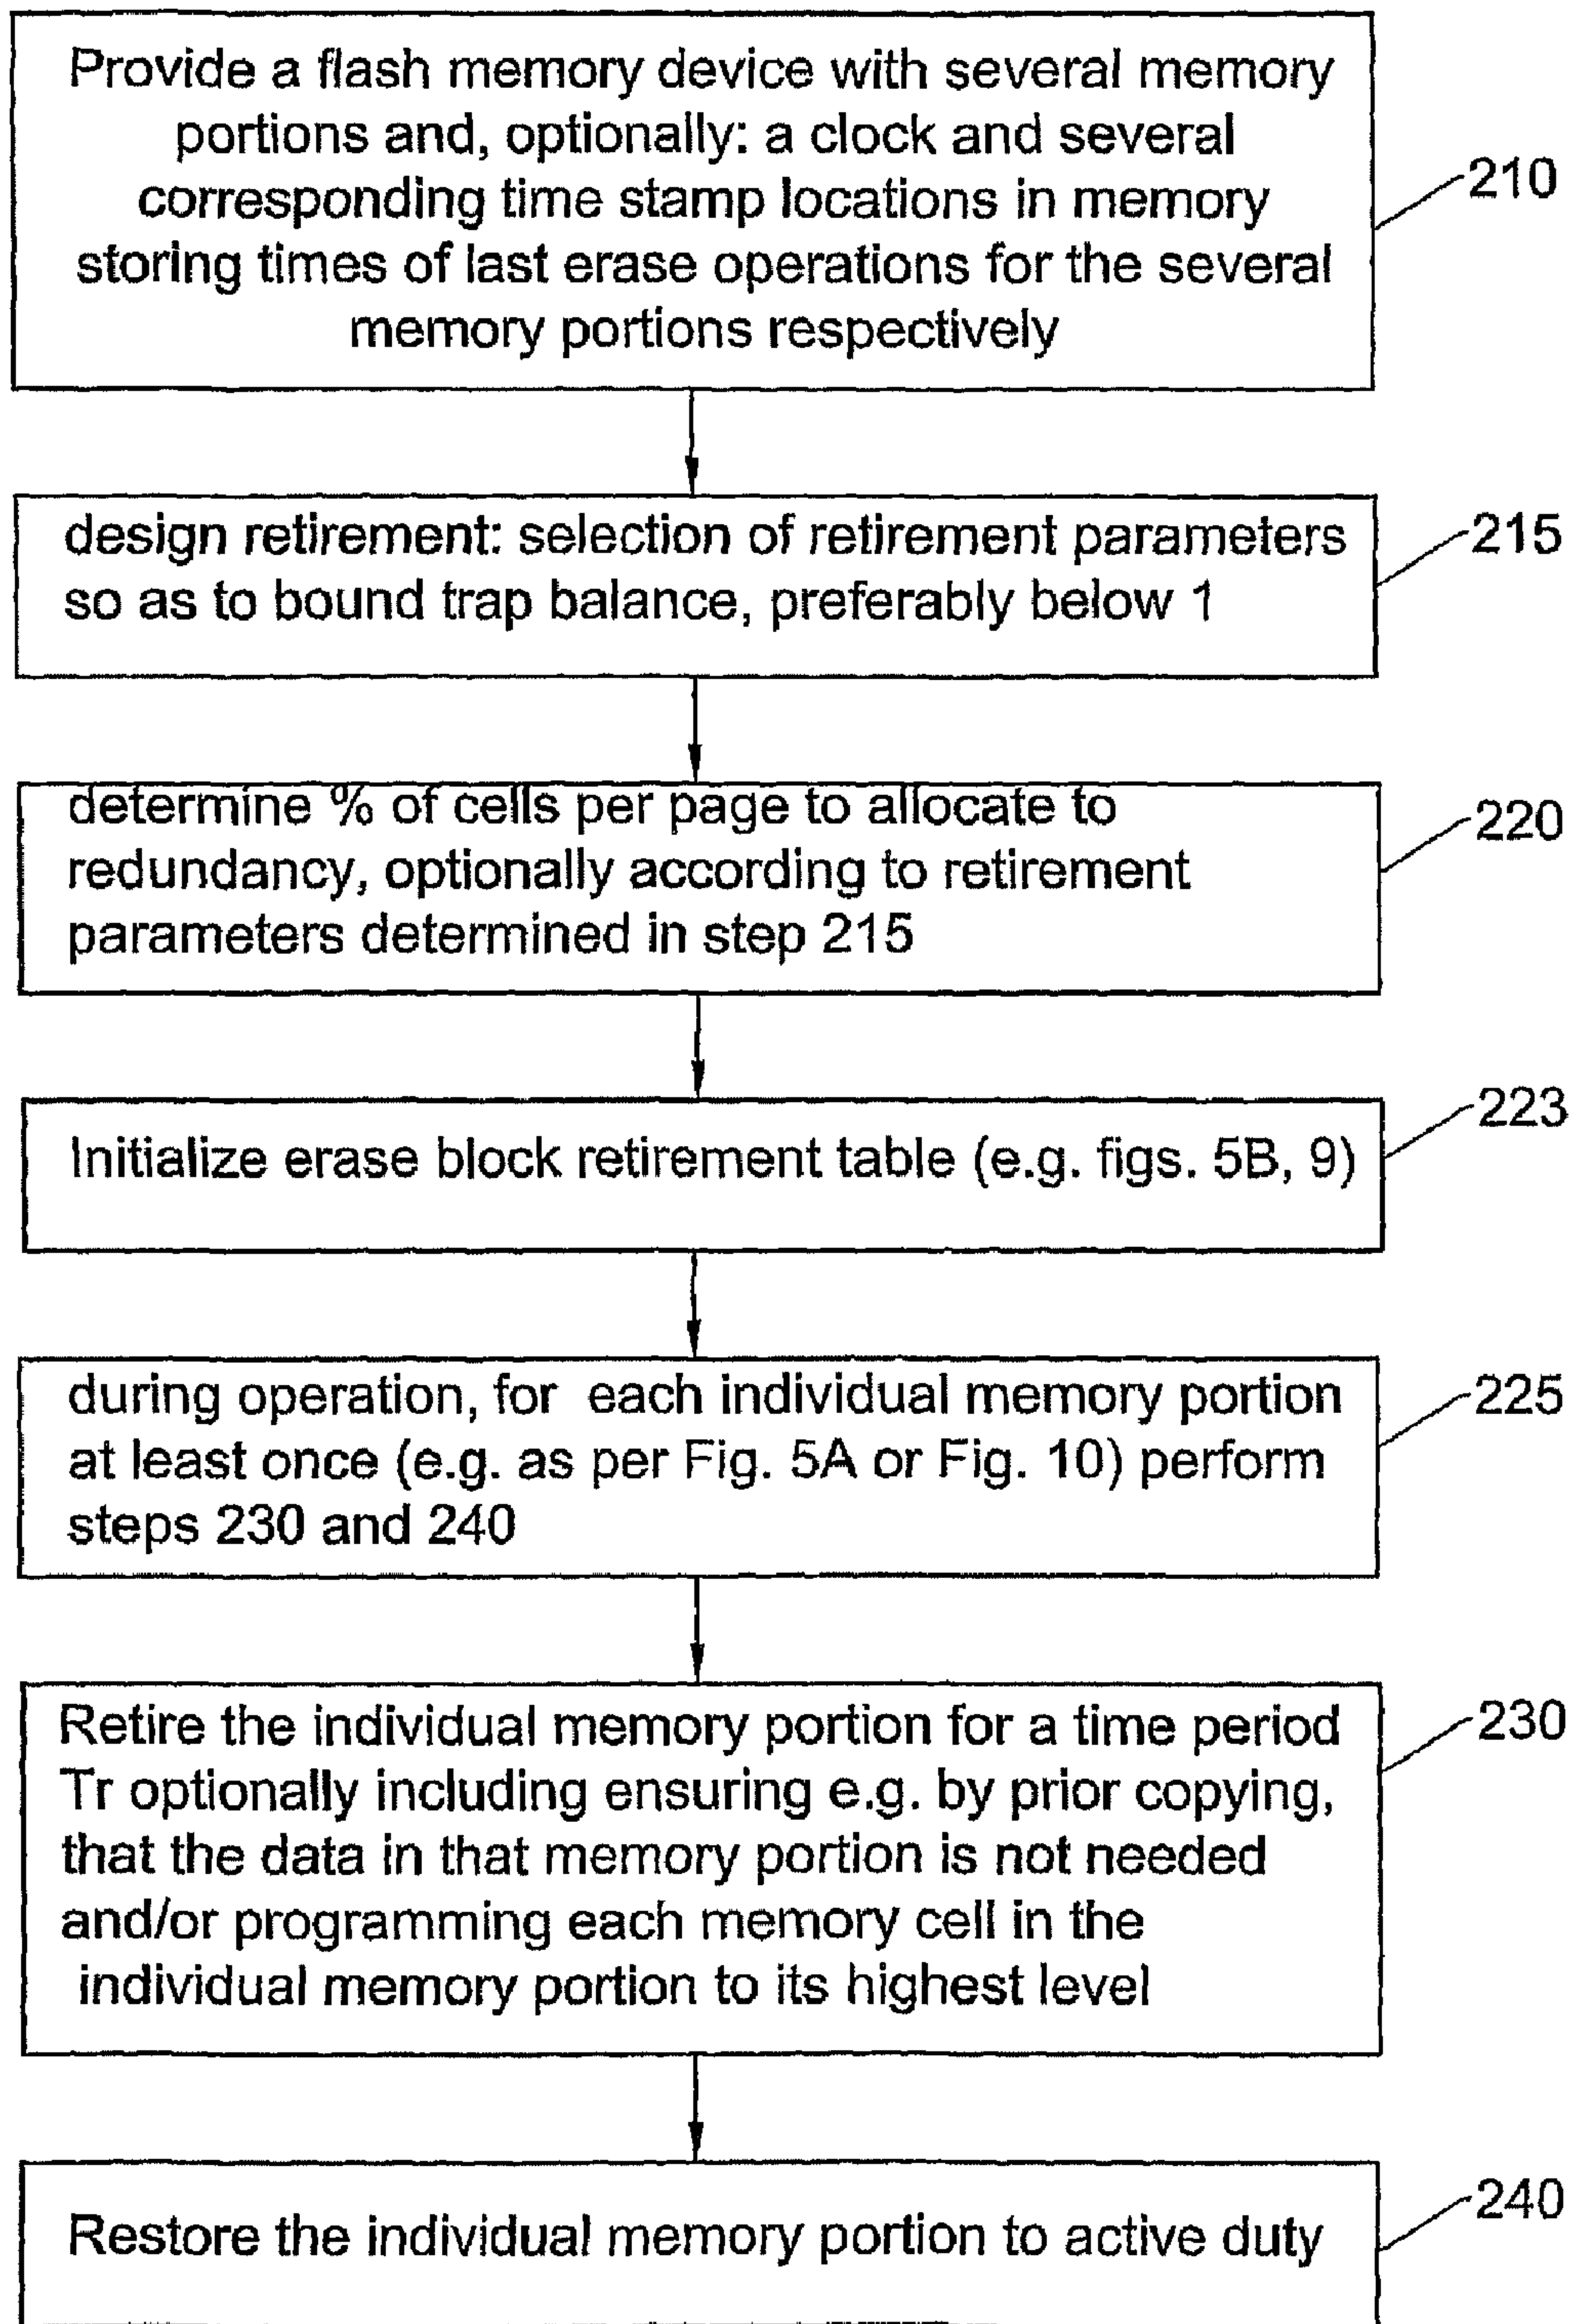 Provide a flash memory device with several memory
portions and, optionally: a clock and several
corresponding time stamp locations in memory
storing times of last erase operations for the several
memory portions respectively
210
design retirement: selection of retirement parameters
so as to bound trap balance, preferably below 1
215
determine % of cells per page to allocate to
redundancy, optionally according to retirement
parameters determined in step 215
220
Initialize erase block retirement table (e.g. figs. 5B, 9)
223
during operation, for each individual memory portion
at least once (e.g. as per Fig. 5A or Fig. 10) perform
steps 230 and 240
225
Retire the individual memory portion for a time period
Tr optionally including ensuring e.g. by prior copying,
that the data in that memory portion is not needed
and/or programming each memory cell in the
individual memory portion to its highest level
230
Restore the individual memory portion to active duty
240